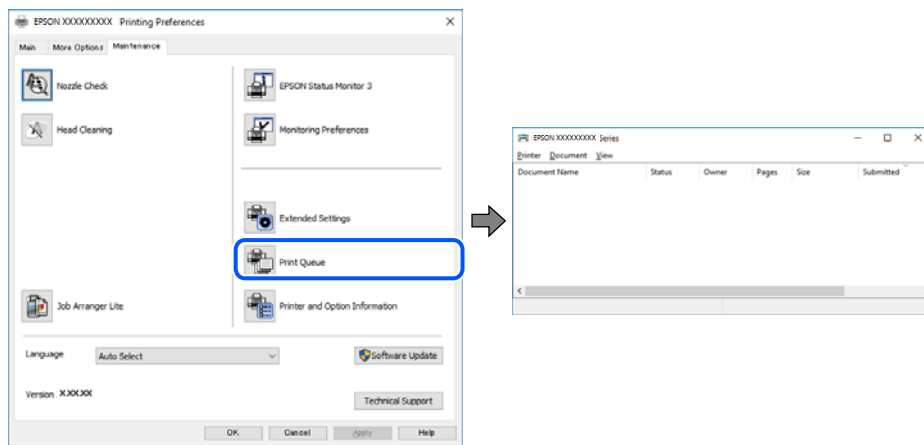 EPSON XXXXXXXXX Printing Preferences
Main More Options Maintenance
Nozzle Check
EPSON Status Monitor 3
Head Cleaning
Monitoring Preferences
Extended Settings
Print Queue
Job Arranger Lite
Printer and Option Information
Language Auto Select
Software Update
Version X.XX.XX
Technical Support
OK Cancel Apply Help
EPSON XXXXXXXXX Series
Printer Document View
Document Name Status Owner Pages Size Submitted